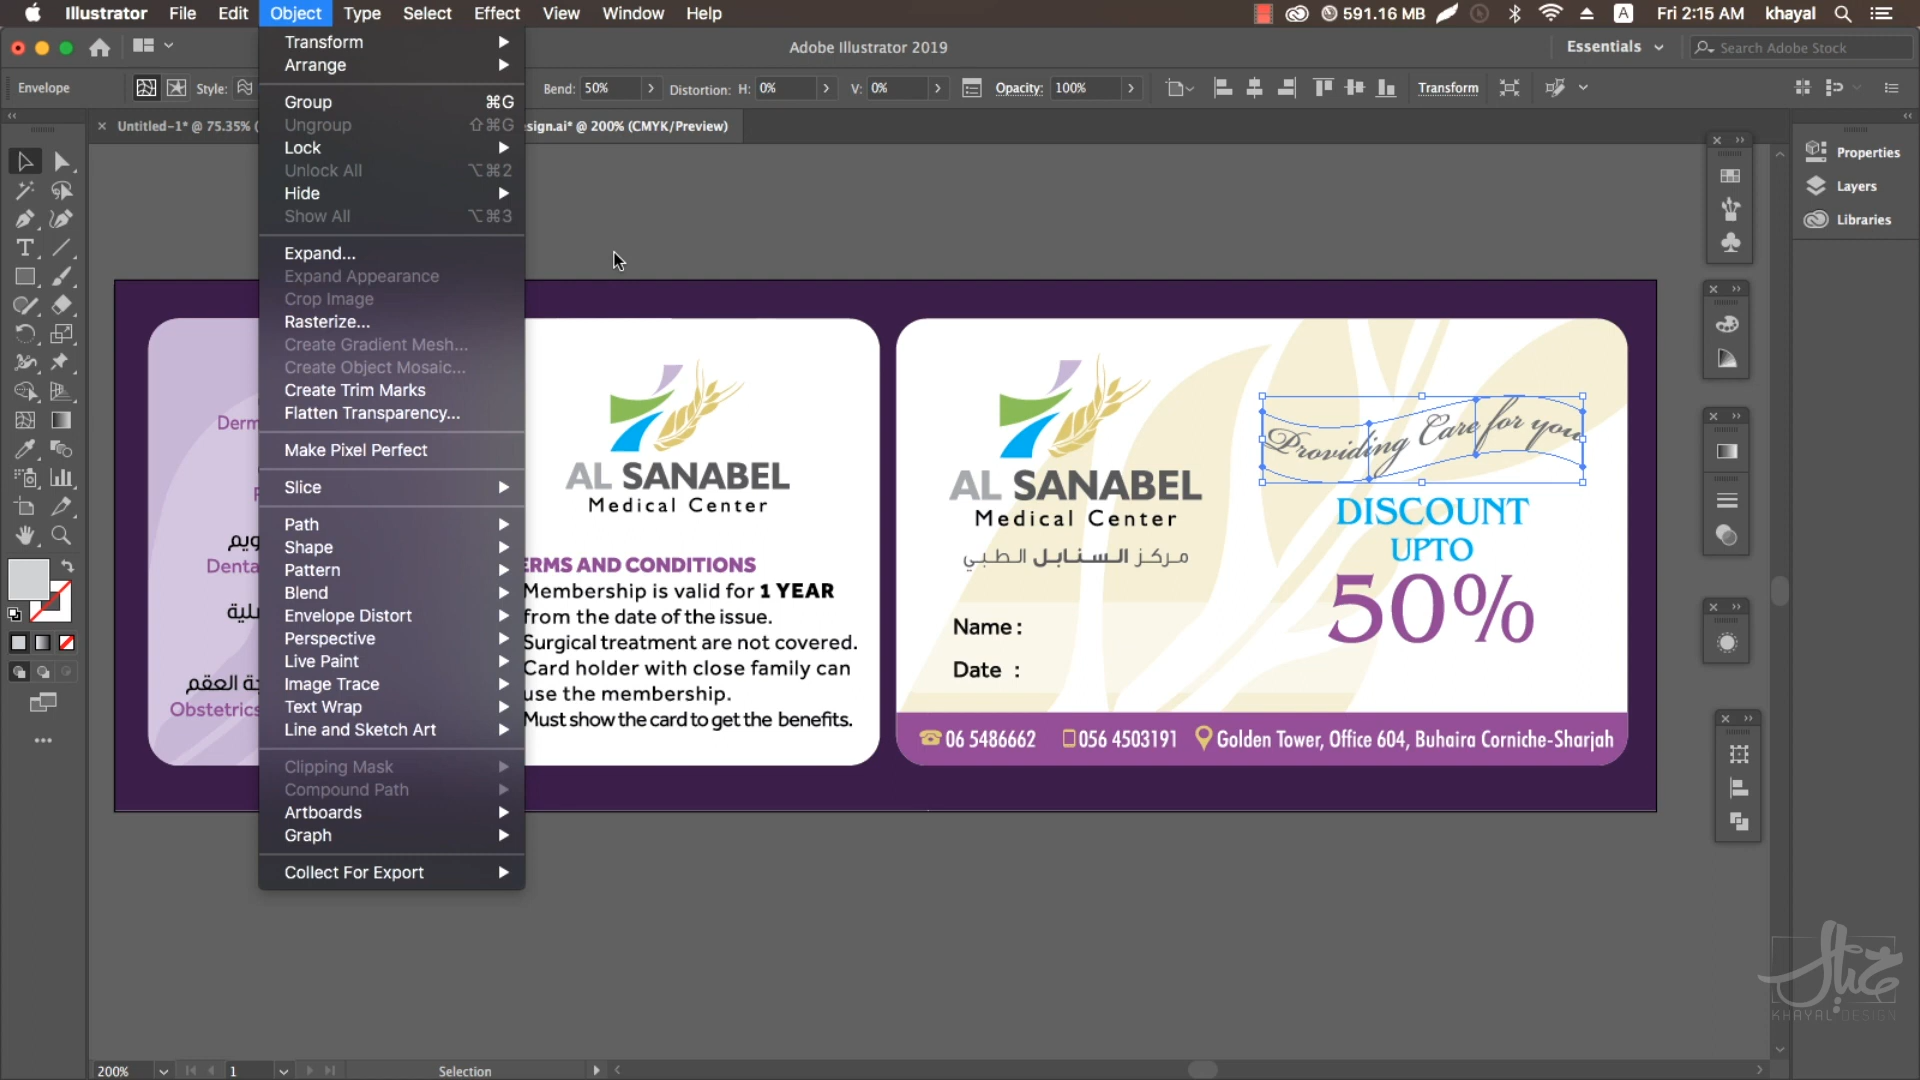 Illustrator File Edit Object Type Select Effect View Window Help
591.16 MB A Fri 2:15 AM khayal
Adobe Illustrator 2019
Essentials
Search Adobe Stock
Envelope Style: Bend: 50% Distortion: H: 0% V: 0% Opacity: 100% Transform
Untitled-1* @ 75.35% (
sign.ai* @ 200% (CMYK/Preview)
Transform
Arrange
Group ⌘G
Ungroup ⇧⌘G
Lock
Unlock All ⌥⌘2
Hide
Show All ⌥⌘3
Expand...
Expand Appearance
Crop Image
Rasterize...
Create Gradient Mesh...
Create Object Mosaic...
Create Trim Marks
Flatten Transparency...
Make Pixel Perfect
Slice
Path
Shape
Pattern
Blend
Envelope Distort
Perspective
Live Paint
Image Trace
Text Wrap
Line and Sketch Art
Clipping Mask
Compound Path
Artboards
Graph
Collect For Export
Properties
Layers
Libraries
Derm
ويم
Denta
صلية
ة العقم
Obstetrics
AL SANABEL
Medical Center
ERMS AND CONDITIONS
Membership is valid for 1 YEAR
from the date of the issue.
Surgical treatment are not covered.
Card holder with close family can
use the membership.
Must show the card to get the benefits.
AL SANABEL
Medical Center
مركز السنابل الطبي
Name :
Date :
Providing Care for you
DISCOUNT
UPTO
50%
06 5486662 056 4503191 Golden Tower, Office 604, Buhaira Corniche-Sharjah
خيال
KHAYAL DESIGN
200% 1 Selection